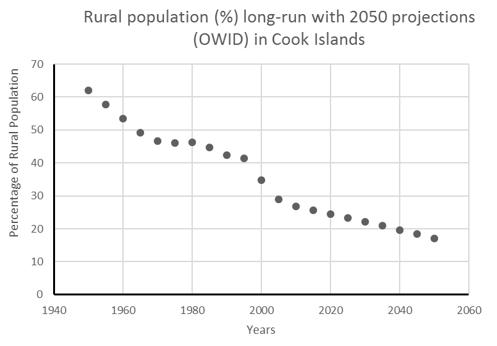 Rural population (%) long-run with 2050 projections
(OWID) in Cook Islands
Percentage of Rural Population
70
60
50
40
30
20
10
0
1940 1960 1980 2000 2020 2040 2060
Years